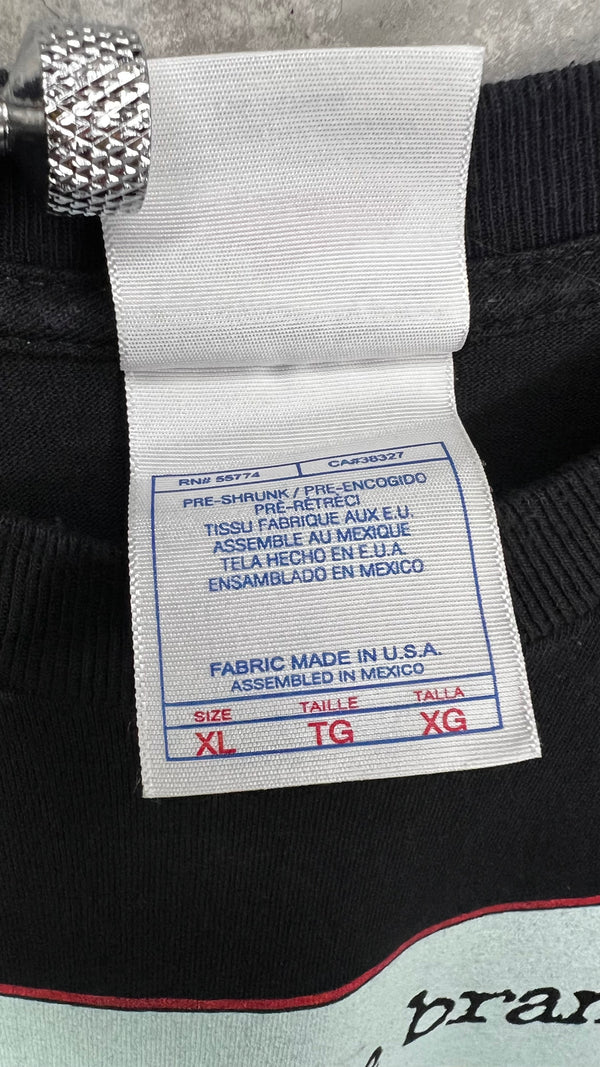 RN# 55774 CA#38327
PRE-SHRUNK / PRE-ENCOGIDO
PRE-RÉTRÉCI
TISSU FABRIQUE AUX E.U.
ASSEMBLE AU MEXIQUE
TELA HECHO EN E.U.A.
ENSAMBLADO EN MEXICO
FABRIC MADE IN U.S.A.
ASSEMBLED IN MEXICO
SIZE TAILLE TALLA
XL TG XG